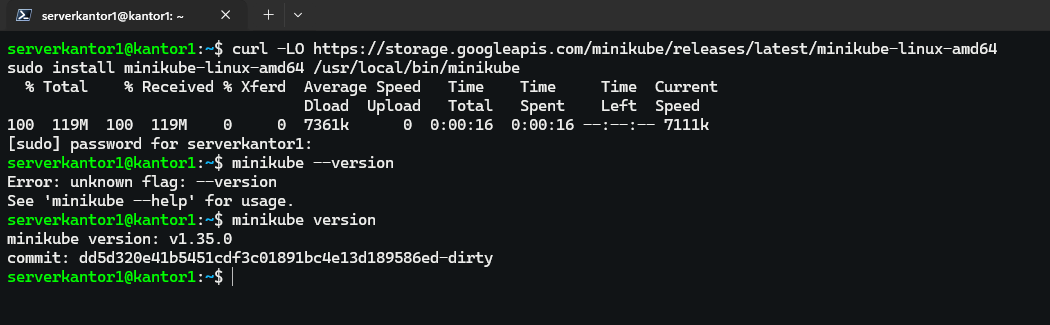 serverkantor1@kantor1: ~
serverkantor1@kantor1:~$ curl -LO https://storage.googleapis.com/minikube/releases/latest/minikube-linux-amd64
sudo install minikube-linux-amd64 /usr/local/bin/minikube
  % Total    % Received % Xferd  Average Speed   Time    Time     Time  Current
                                 Dload  Upload   Total   Spent    Left  Speed
100  119M  100  119M    0     0  7361k      0  0:00:16  0:00:16 --:--:-- 7111k
[sudo] password for serverkantor1:
serverkantor1@kantor1:~$ minikube --version
Error: unknown flag: --version
See 'minikube --help' for usage.
serverkantor1@kantor1:~$ minikube version
minikube version: v1.35.0
commit: dd5d320e41b5451cdf3c01891bc4e13d189586ed-dirty
serverkantor1@kantor1:~$